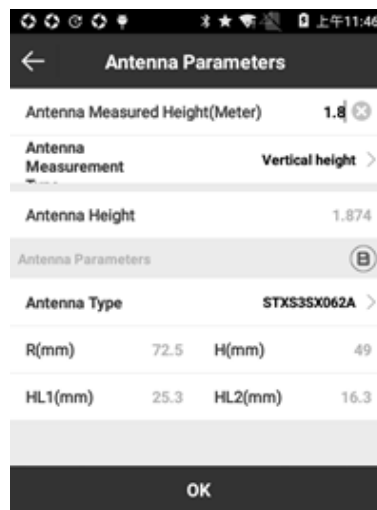 上午11:46
Antenna Parameters
Antenna Measured Height(Meter) 1.8
Antenna Vertical height
Measurement
Antenna Height 1.874
Antenna Parameters
Antenna Type STXS3SX062A
R(mm) 72.5 H(mm) 49
HL1(mm) 25.3 HL2(mm) 16.3
OK